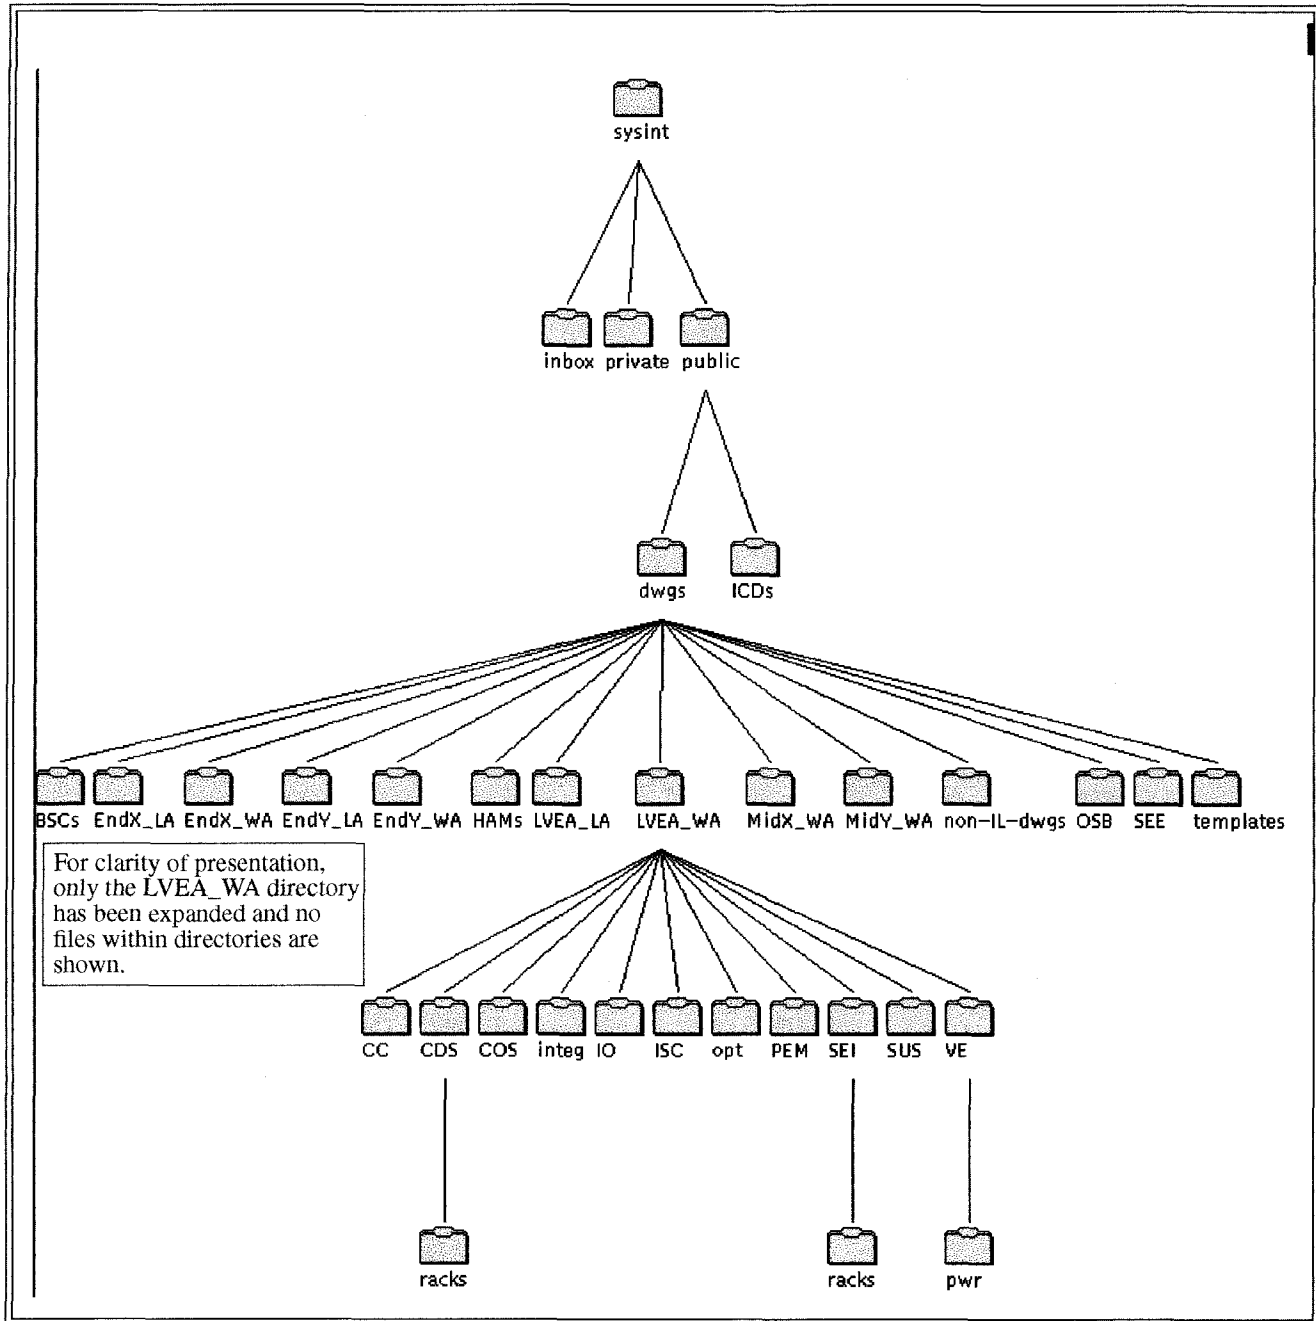 sysint
inbox private public
dwgs ICDs
BSCs EndX_LA EndX_WA EndY_LA EndY_WA HAMs LVEA_LA LVEA_WA MidX_WA MidY_WA non-IL-dwgs OSB SEE templates
For clarity of presentation,
only the LVEA_WA directory
has been expanded and no
files within directories are
shown.
CC CDS COS integ IO ISC opt PEM SEI SUS VE
racks racks pwr